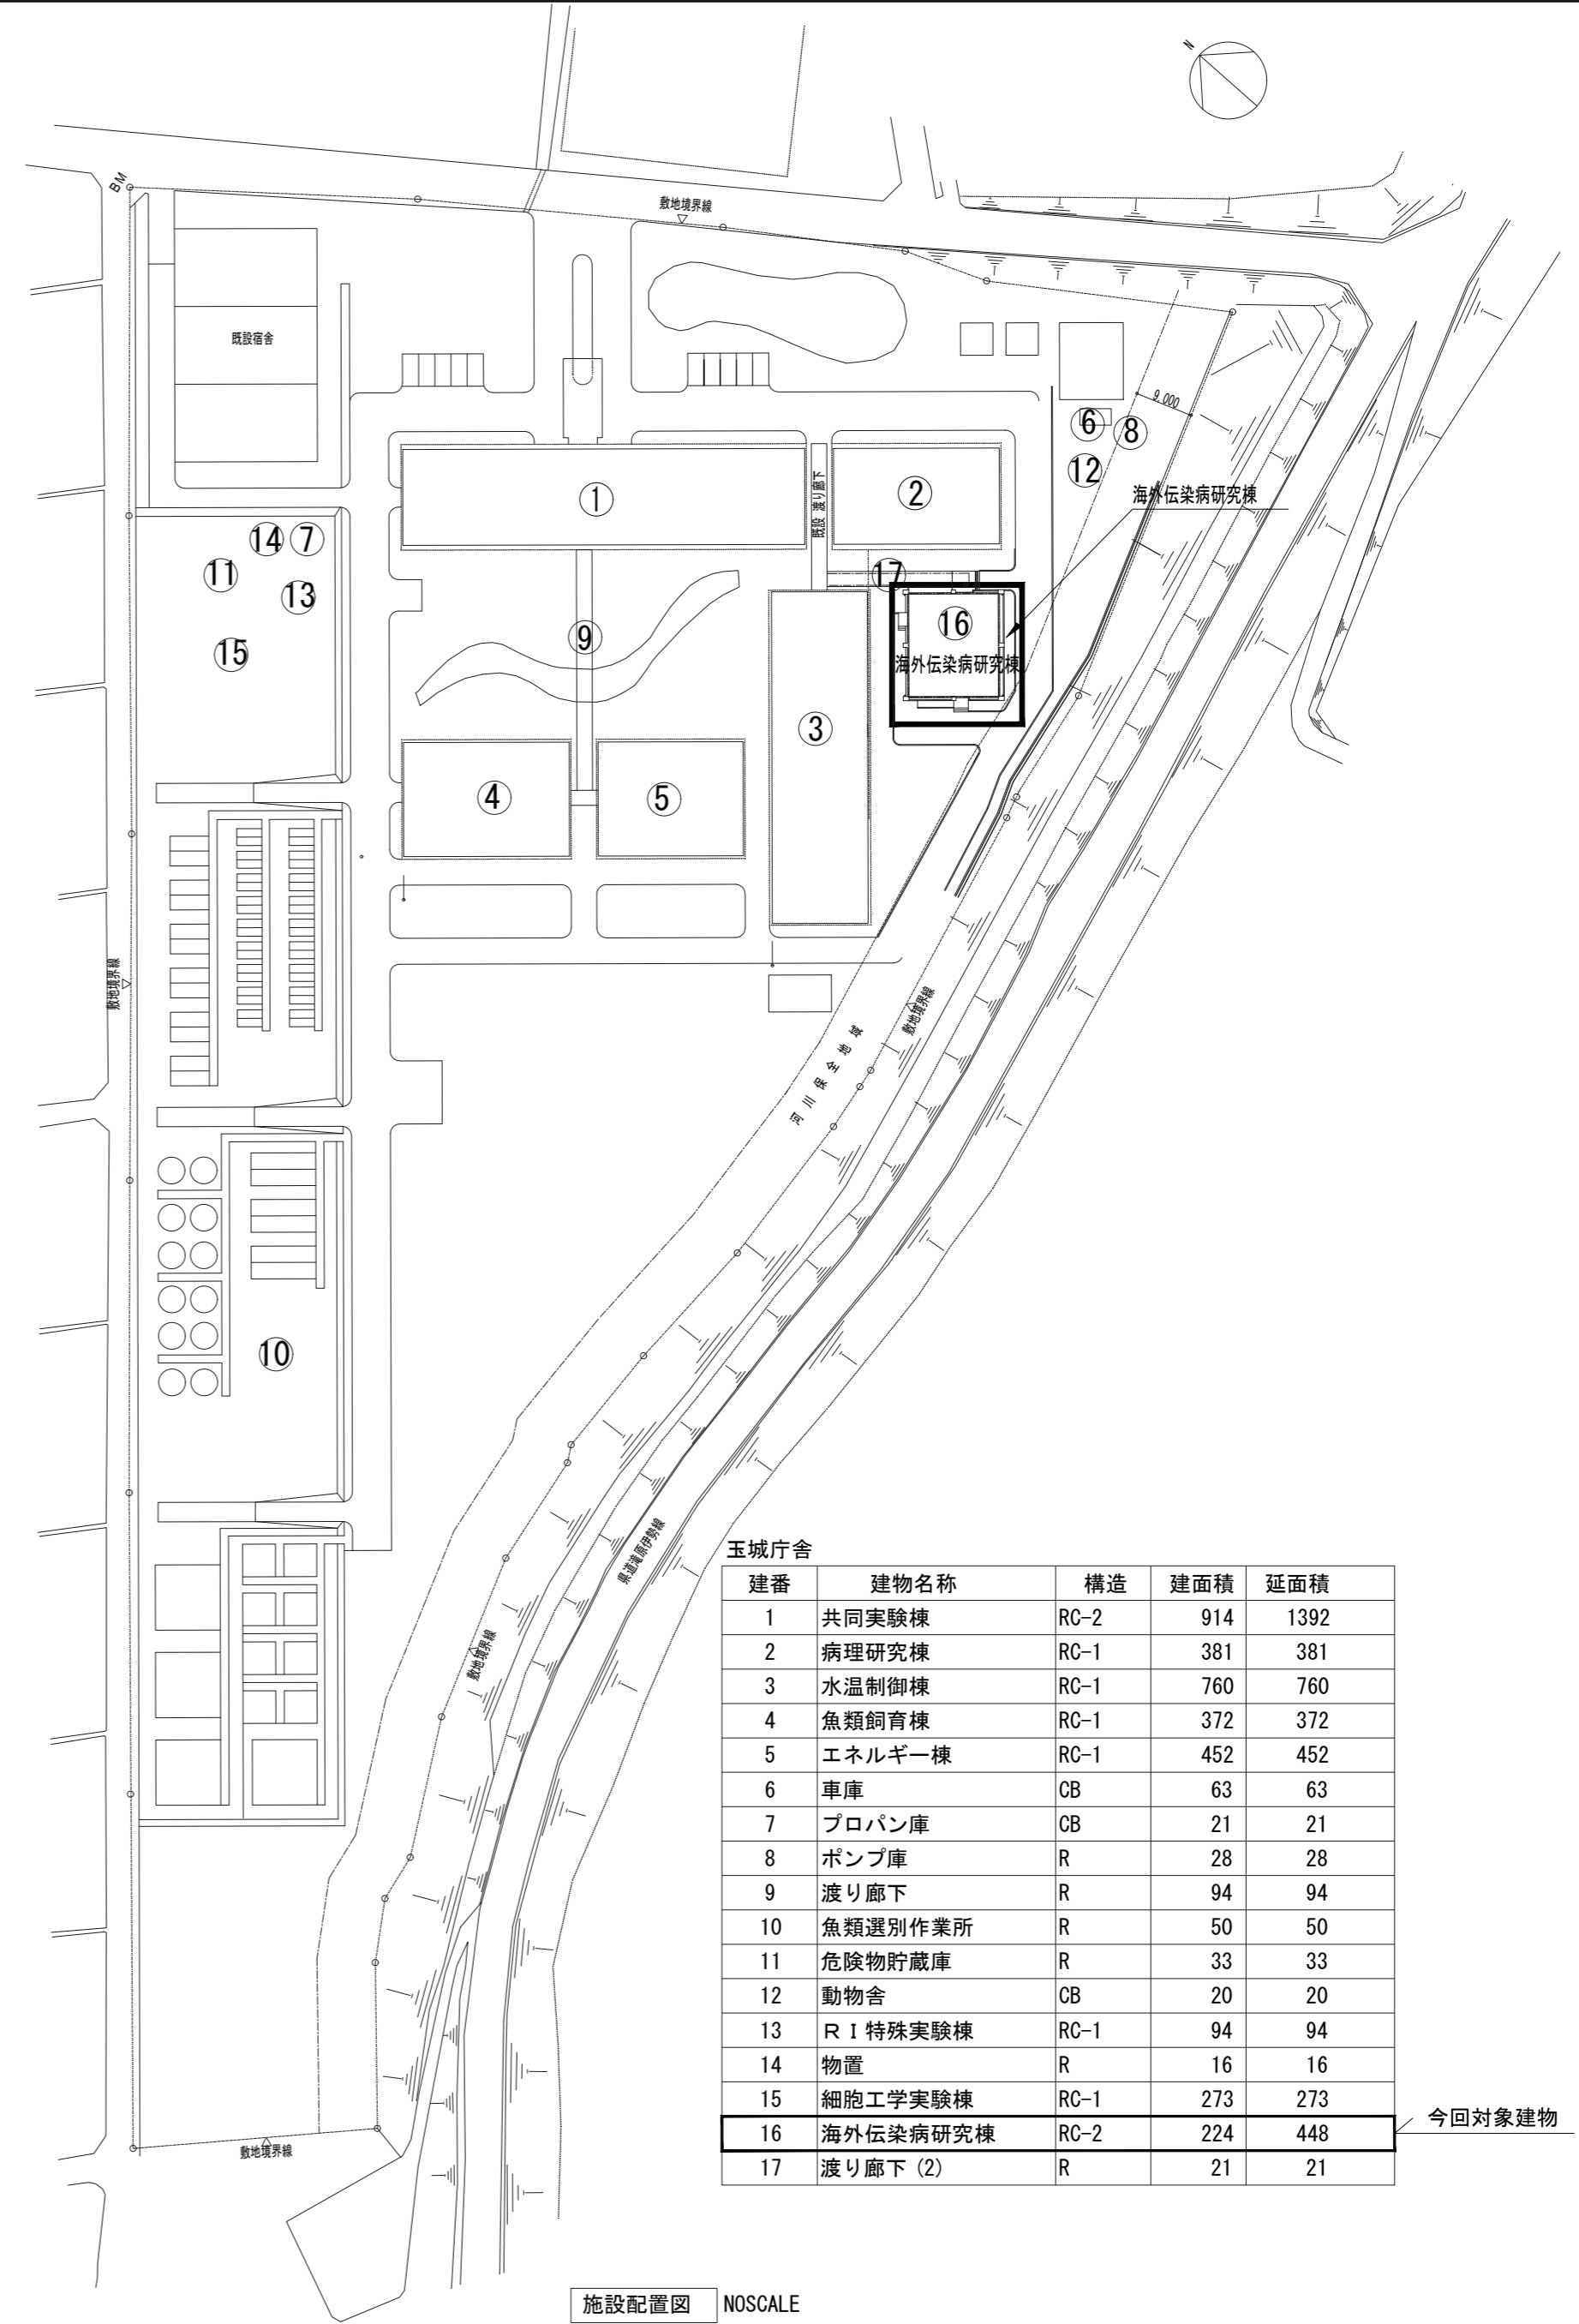 N
BM
敷地境界線
既設宿舎
9,000
⑥
⑧
⑫
海外伝染病研究棟
①
既設 渡り廊下
②
⑭ ⑦
⑪
⑬
⑮
⑰
⑯
海外伝染病研究棟
⑨
③
④
⑤
敷地境界線
敷地境界線
河川保全地域
⑩
県道滝原伊勢線
敷地境界線
敷地境界線
玉城庁舎
建番 建物名称 構造 建面積 延面積
1 共同実験棟 RC-2 914 1392
2 病理研究棟 RC-1 381 381
3 水温制御棟 RC-1 760 760
4 魚類飼育棟 RC-1 372 372
5 エネルギー棟 RC-1 452 452
6 車庫 CB 63 63
7 プロパン庫 CB 21 21
8 ポンプ庫 R 28 28
9 渡り廊下 R 94 94
10 魚類選別作業所 R 50 50
11 危険物貯蔵庫 R 33 33
12 動物舎 CB 20 20
13 ＲＩ特殊実験棟 RC-1 94 94
14 物置 R 16 16
15 細胞工学実験棟 RC-1 273 273
16 海外伝染病研究棟 RC-2 224 448
17 渡り廊下 (2) R 21 21
今回対象建物
施設配置図 NOSCALE